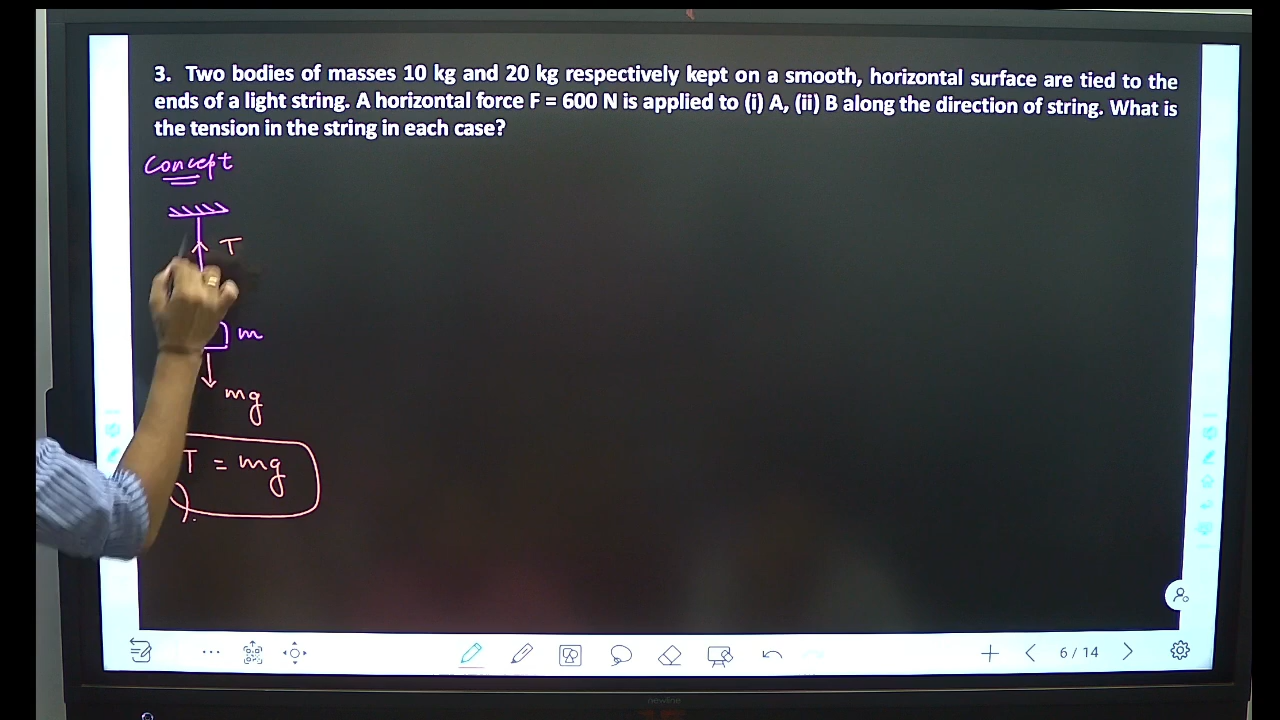 3. Two bodies of masses 10 kg and 20 kg respectively kept on a smooth, horizontal surface are tied to the
ends of a light string. A horizontal force F = 600 N is applied to (i) A, (ii) B along the direction of string. What is
the tension in the string in each case?
Concept
T
m
mg
T = mg
6 / 14
newline